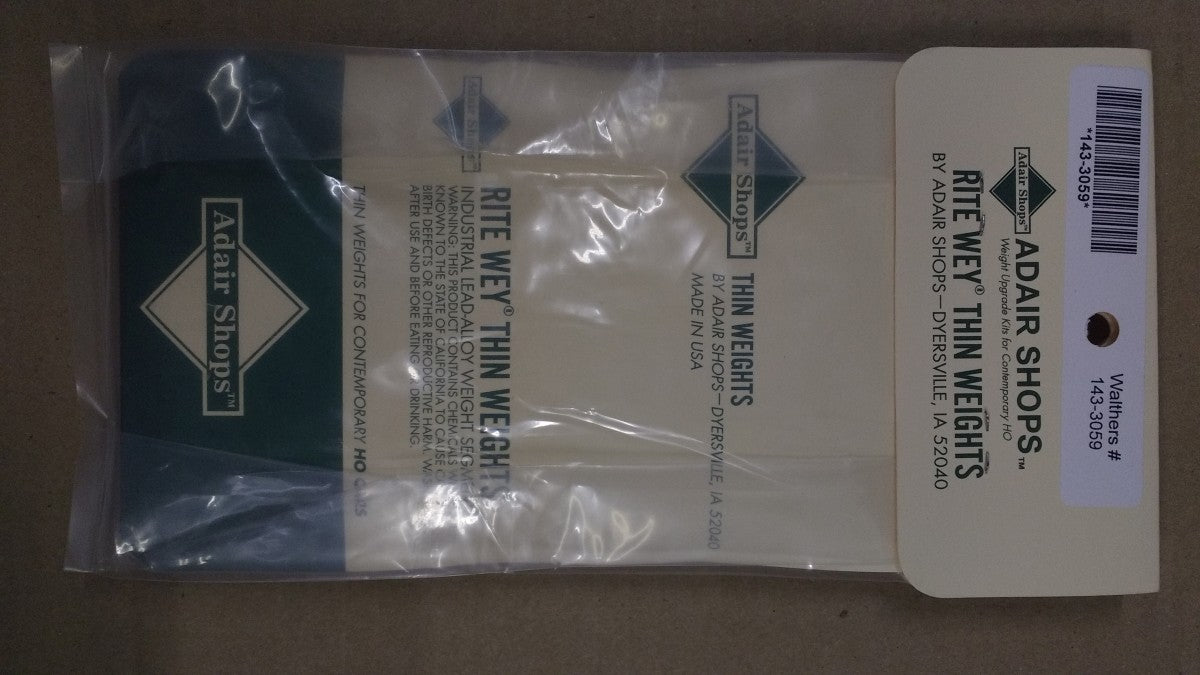 Walthers #
143-3059
*143-3059*
Adair Shops™
ADAIR SHOPS™
Weight Upgrade Kits for Contemporary HO
RITE WEY® THIN WEIGHTS
BY ADAIR SHOPS—DYERSVILLE, IA 52040
Adair Shops™
THIN WEIGHTS
BY ADAIR SHOPS—DYERSVILLE, IA 52040
MADE IN USA
Adair Shops
RITE WEY® THIN WEIGHTS
INDUSTRIAL LEAD-ALLOY WEIGHT
WARNING: THIS PRODUCT CONTAINS CHEMICALS
KNOWN TO THE STATE OF CALIFORNIA TO CAUSE
BIRTH DEFECTS OR OTHER REPRODUCTIVE HARM.
AFTER USE AND BEFORE EATING OR DRINKING
THIN WEIGHTS FOR CONTEMPORARY HO
Adair Shops™